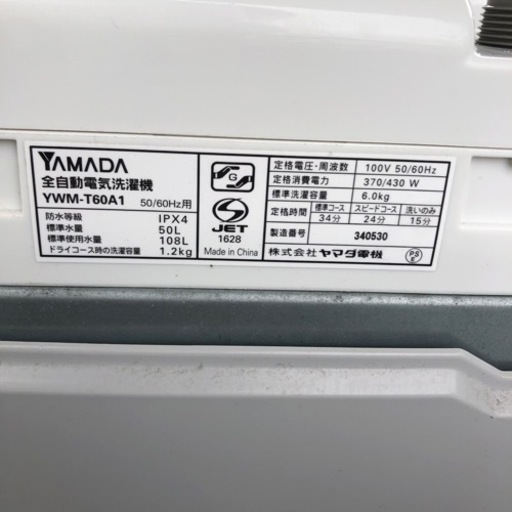 YAMADA
全自動電気洗濯機
YWM-T60A1 50/60Hz用
防水等級 IPX4
標準水量 50L
標準使用水量 108L
ドライコース時の洗濯容量 1.2kg
G
S
JET
1628
Made in China
定格電圧・周波数 100V 50/60Hz
定格消費電力 370/430 W
標準洗濯容量 6.0kg
定格時間 標準コース スピードコース 洗いのみ
34分 24分 15分
製造番号 340530
株式会社ヤマダ電機 PS E